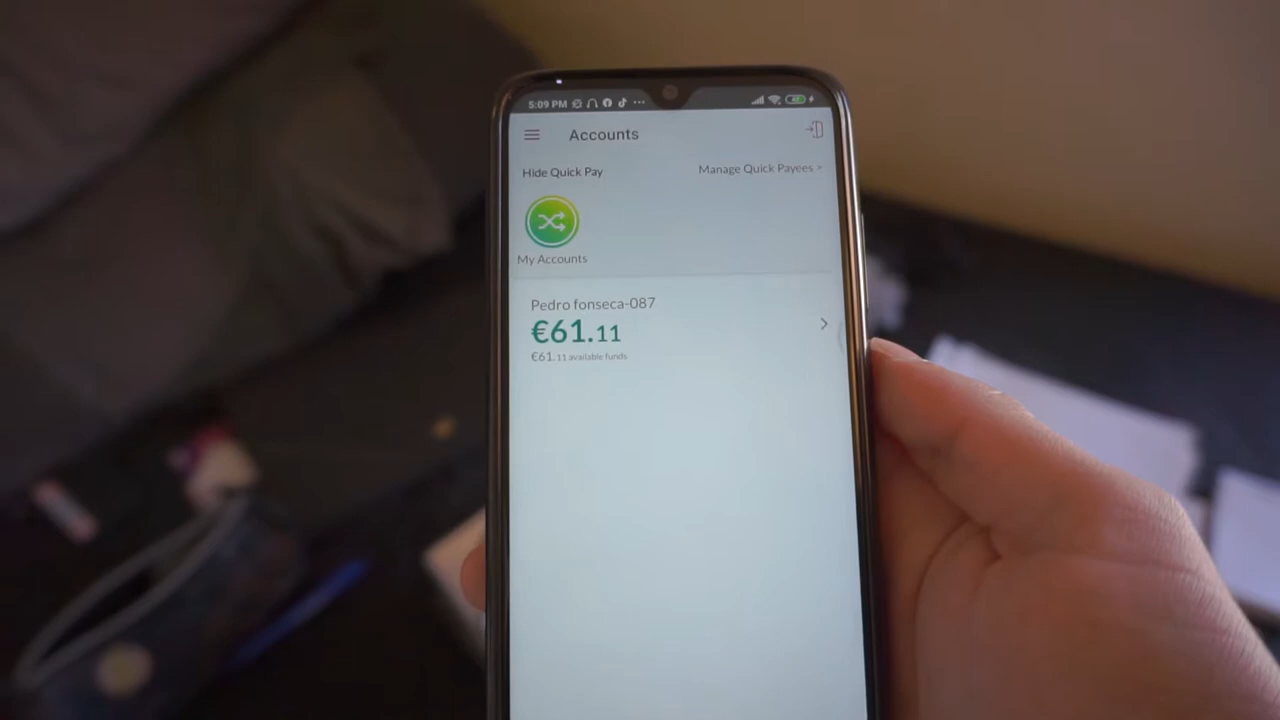 5:09 PM
Accounts
Hide Quick Pay
Manage Quick Payees >
My Accounts
Pedro fonseca-087
€61.11
€61.11 available funds